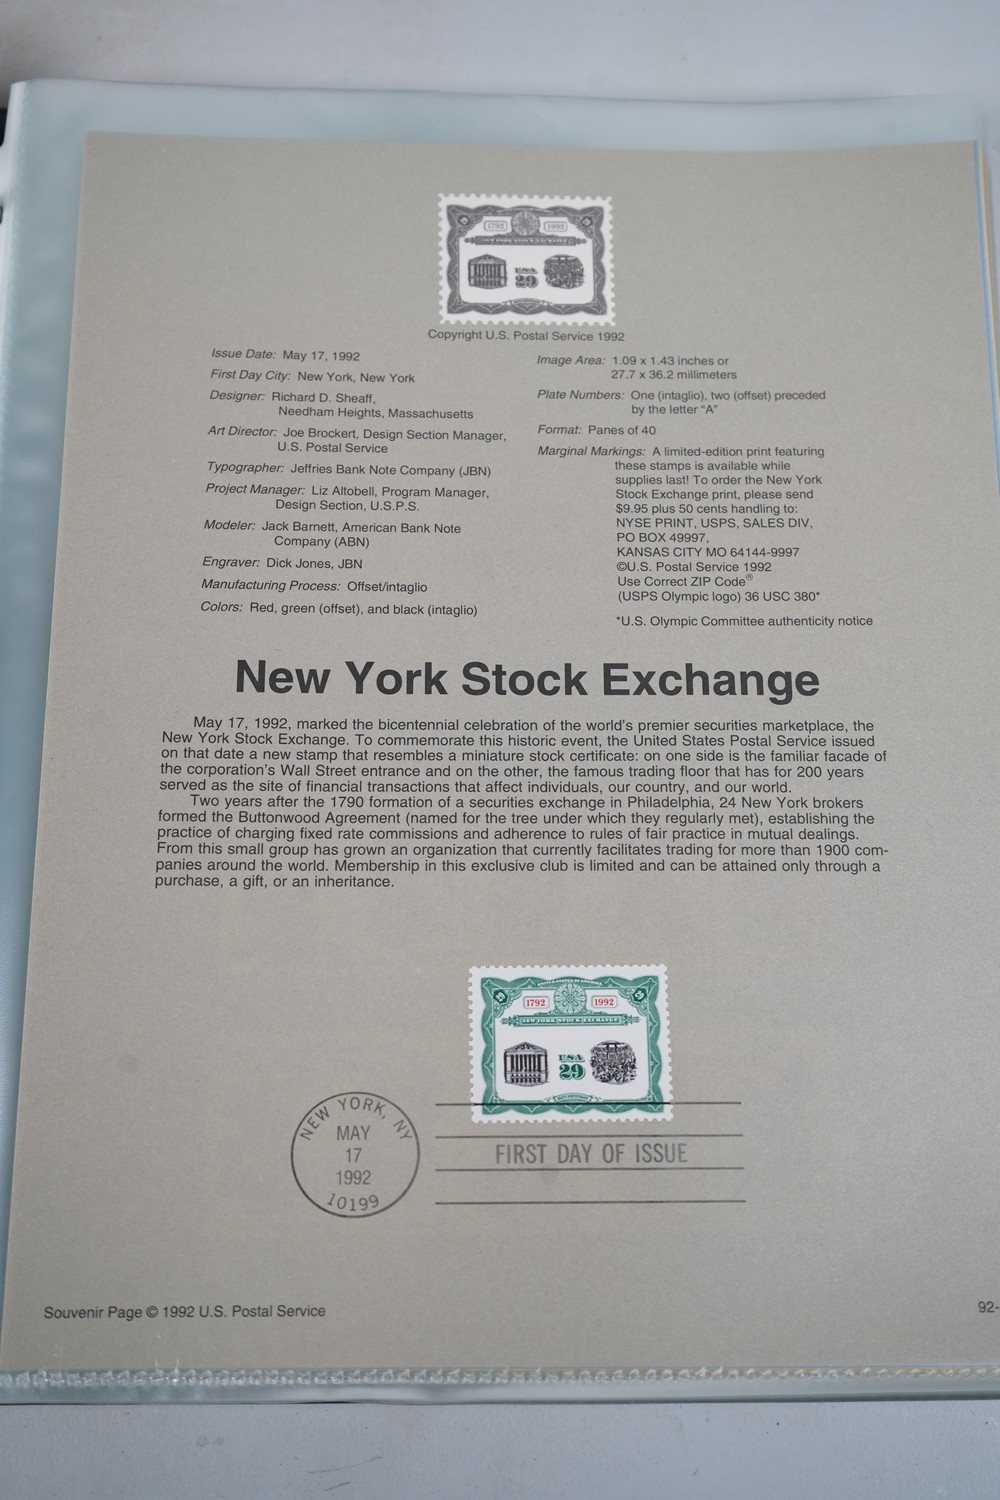 1792 1992
NEW YORK STOCK EXCHANGE
USA
29
Copyright U.S. Postal Service 1992
Issue Date: May 17, 1992
First Day City: New York, New York
Designer: Richard D. Sheaff,
Needham Heights, Massachusetts
Art Director: Joe Brockert, Design Section Manager,
U.S. Postal Service
Typographer: Jeffries Bank Note Company (JBN)
Project Manager: Liz Altobell, Program Manager,
Design Section, U.S.P.S.
Modeler: Jack Barnett, American Bank Note
Company (ABN)
Engraver: Dick Jones, JBN
Manufacturing Process: Offset/intaglio
Colors: Red, green (offset), and black (intaglio)
Image Area: 1.09 x 1.43 inches or
27.7 x 36.2 millimeters
Plate Numbers: One (intaglio), two (offset) preceded
by the letter “A”
Format: Panes of 40
Marginal Markings: A limited-edition print featuring
these stamps is available while
supplies last! To order the New York
Stock Exchange print, please send
$9.95 plus 50 cents handling to:
NYSE PRINT, USPS, SALES DIV,
PO BOX 49997,
KANSAS CITY MO 64144-9997
©U.S. Postal Service 1992
Use Correct ZIP Code®
(USPS Olympic logo) 36 USC 380*
*U.S. Olympic Committee authenticity notice
New York Stock Exchange
May 17, 1992, marked the bicentennial celebration of the world's premier securities marketplace, the
New York Stock Exchange. To commemorate this historic event, the United States Postal Service issued
on that date a new stamp that resembles a miniature stock certificate: on one side is the familiar facade of
the corporation's Wall Street entrance and on the other, the famous trading floor that has for 200 years
served as the site of financial transactions that affect individuals, our country, and our world.
Two years after the 1790 formation of a securities exchange in Philadelphia, 24 New York brokers
formed the Buttonwood Agreement (named for the tree under which they regularly met), establishing the
practice of charging fixed rate commissions and adherence to rules of fair practice in mutual dealings.
From this small group has grown an organization that currently facilitates trading for more than 1900 com-
panies around the world. Membership in this exclusive club is limited and can be attained only through a
purchase, a gift, or an inheritance.
UNITED STATES OF AMERICA
29 29
1792 1992
NEW YORK STOCK EXCHANGE
USA
29
NEW YORK, NY
MAY
17
1992
10199
FIRST DAY OF ISSUE
Souvenir Page © 1992 U.S. Postal Service
92-